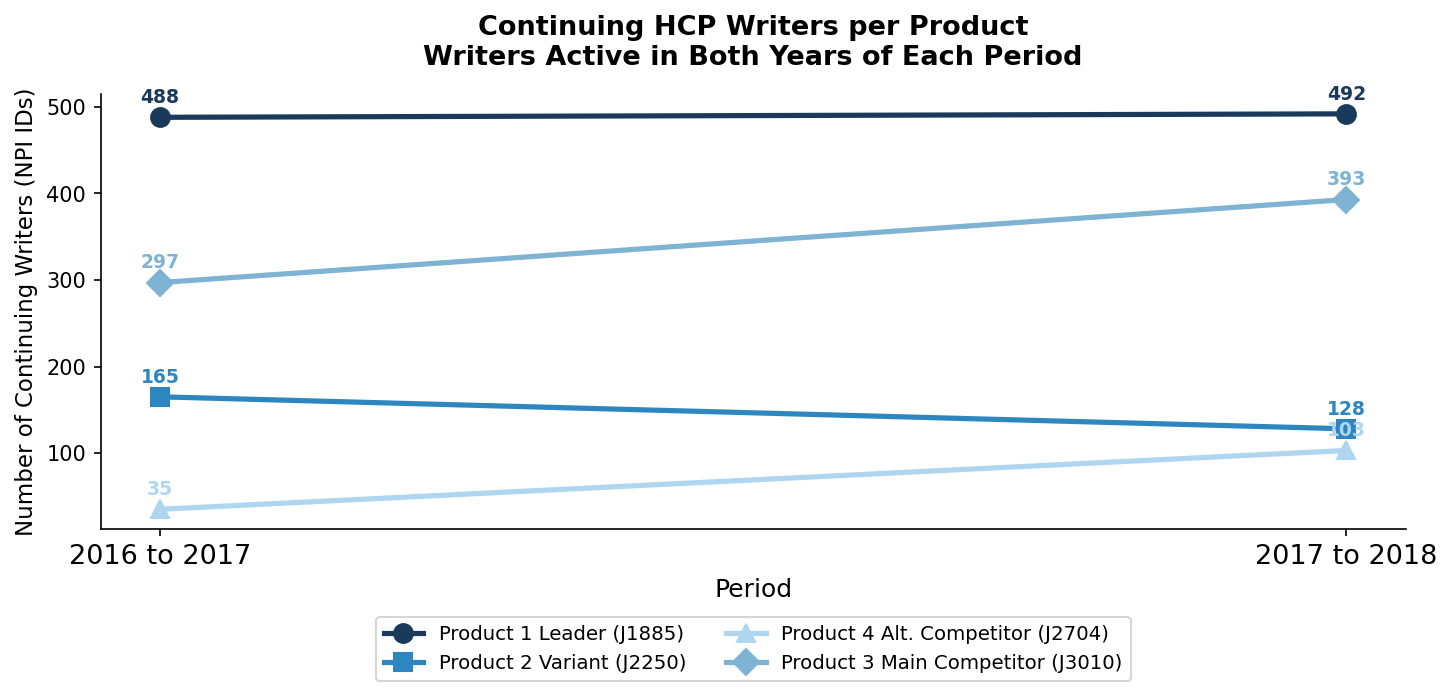 Continuing HCP Writers per Product
Writers Active in Both Years of Each Period
Number of Continuing Writers (NPI IDs)
500
400
300
200
100
488
492
297
393
165
128
103
35
2016 to 2017
2017 to 2018
Period
Product 1 Leader (J1885)
Product 2 Variant (J2250)
Product 4 Alt. Competitor (J2704)
Product 3 Main Competitor (J3010)